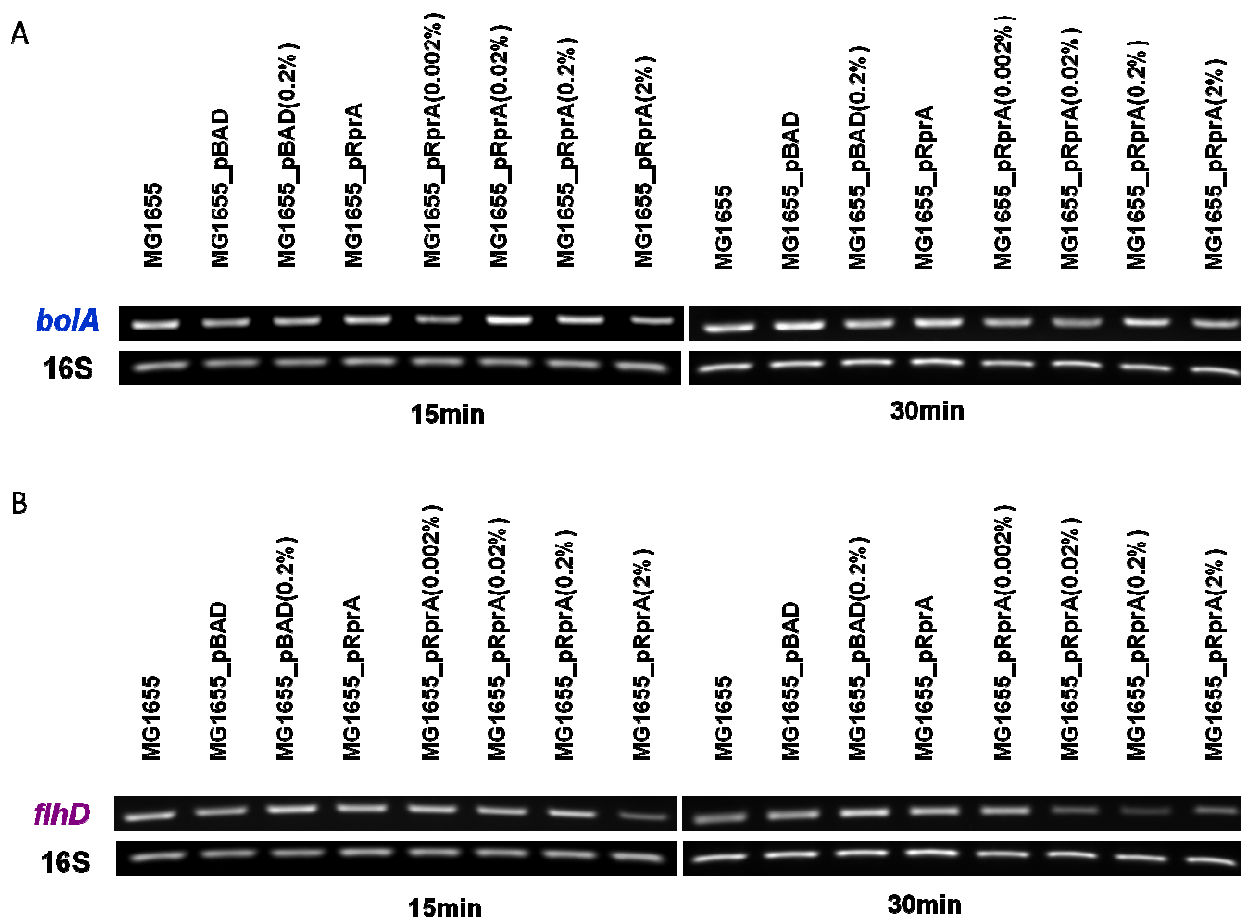 A
MG1655
MG1655_pBAD
MG1655_pBAD(0.2%)
MG1655_pRprA
MG1655_pRprA(0.002%)
MG1655_pRprA(0.02%)
MG1655_pRprA(0.2%)
MG1655_pRprA(2%)
MG1655
MG1655_pBAD
MG1655_pBAD(0.2%)
MG1655_pRprA
MG1655_pRprA(0.002%)
MG1655_pRprA(0.02%)
MG1655_pRprA(0.2%)
MG1655_pRprA(2%)
bolA
16S
15min
30min
B
MG1655
MG1655_pBAD
MG1655_pBAD(0.2%)
MG1655_pRprA
MG1655_pRprA(0.002%)
MG1655_pRprA(0.02%)
MG1655_pRprA(0.2%)
MG1655_pRprA(2%)
MG1655
MG1655_pBAD
MG1655_pBAD(0.2%)
MG1655_pRprA
MG1655_pRprA(0.002%)
MG1655_pRprA(0.02%)
MG1655_pRprA(0.2%)
MG1655_pRprA(2%)
flhD
16S
15min
30min